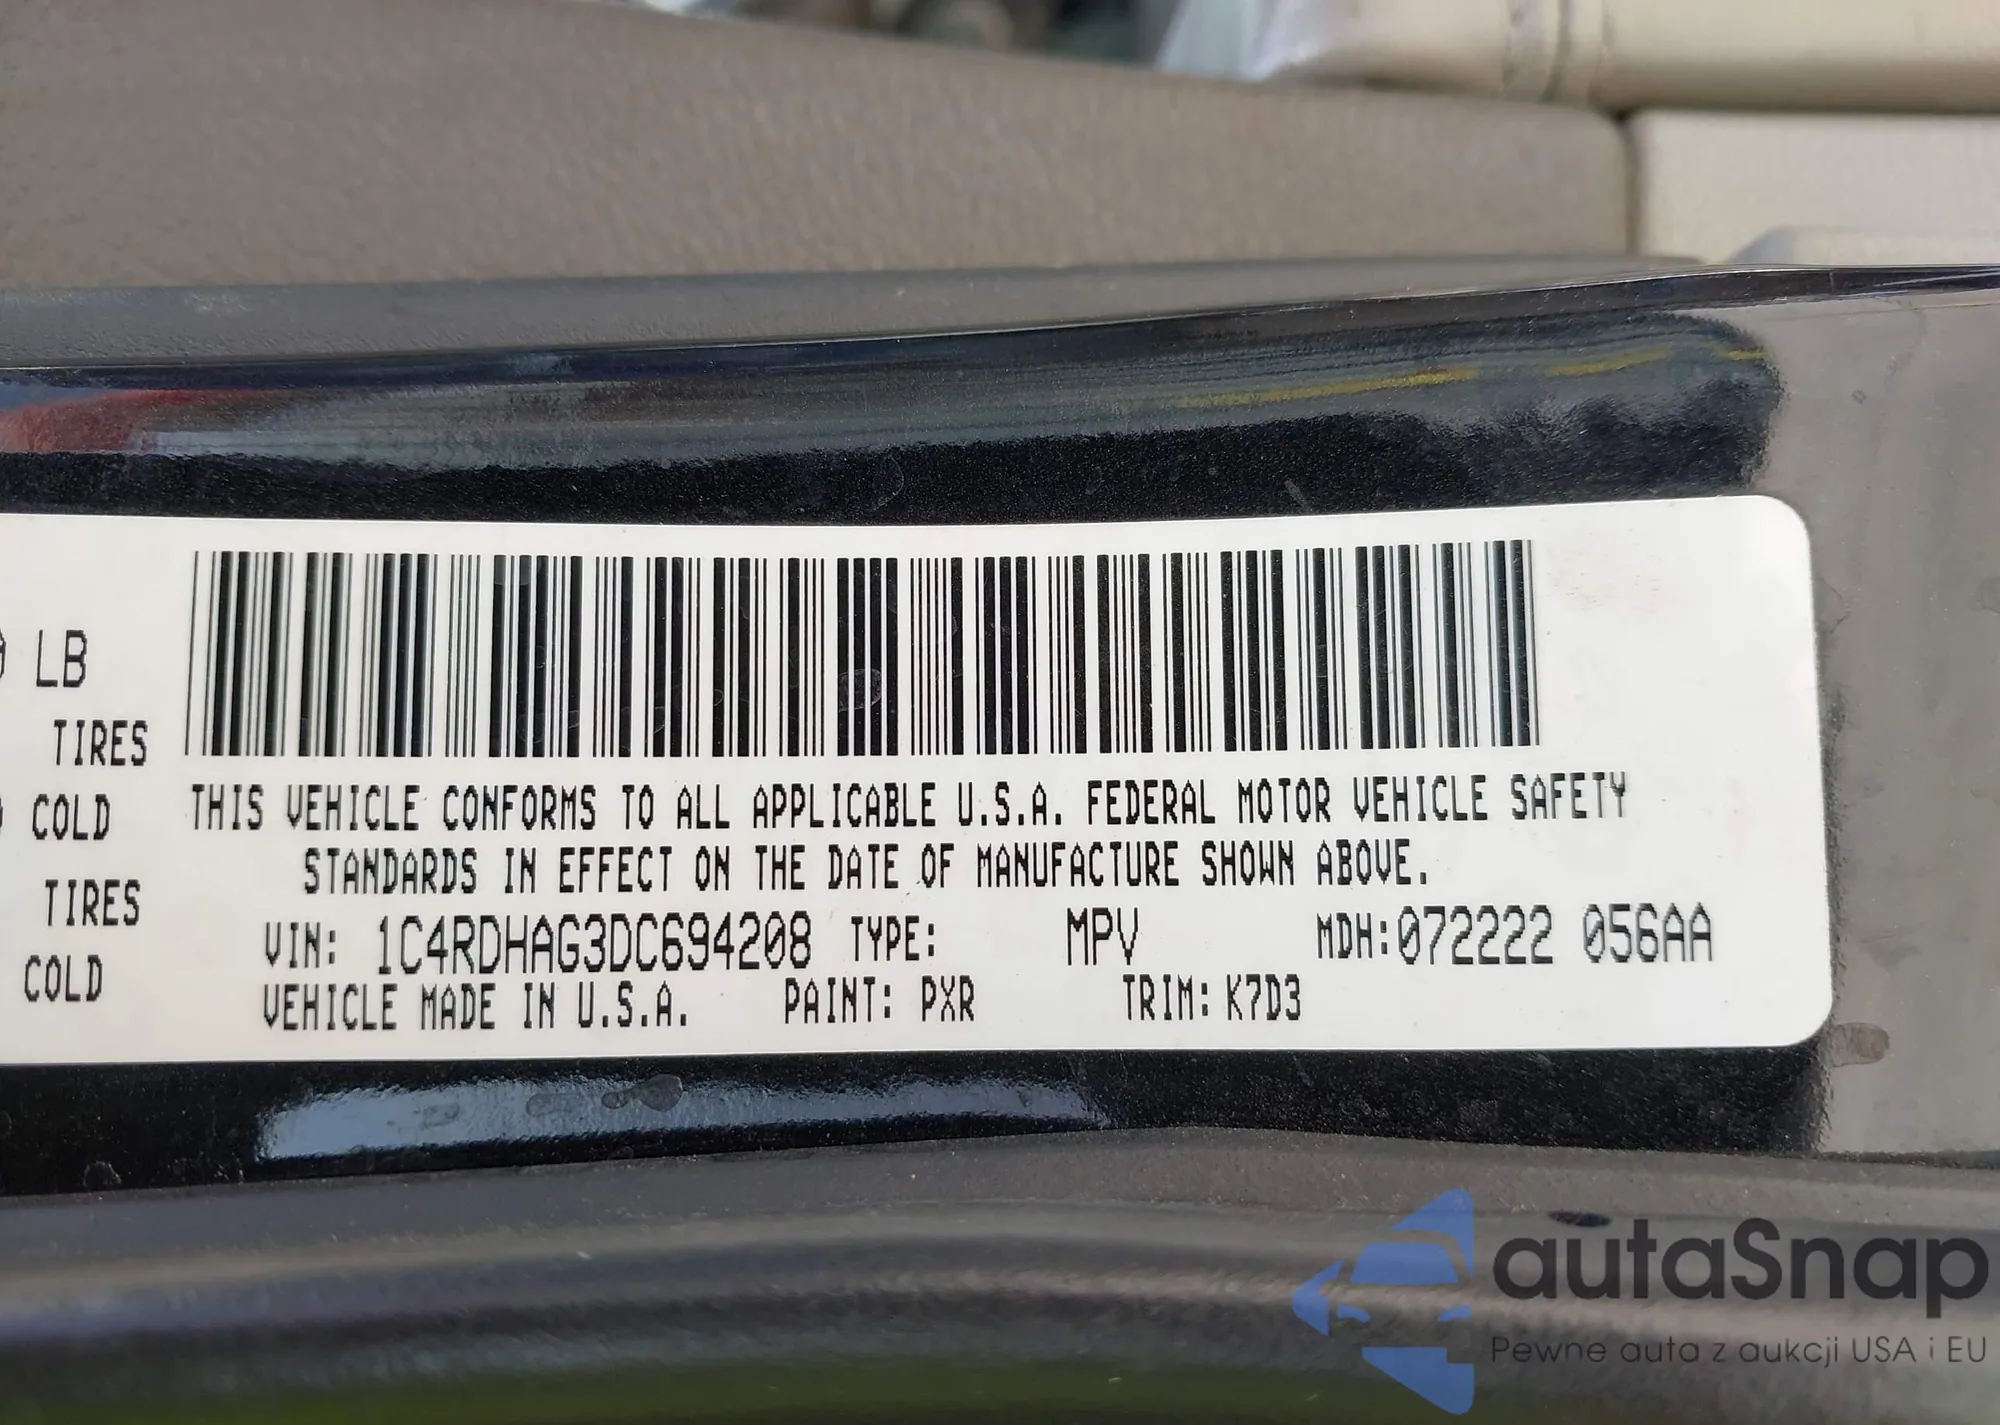 LB
TIRES
COLD
TIRES
COLD
THIS VEHICLE CONFORMS TO ALL APPLICABLE U.S.A. FEDERAL MOTOR VEHICLE SAFETY
STANDARDS IN EFFECT ON THE DATE OF MANUFACTURE SHOWN ABOVE.
VIN: 1C4RDHAG3DC694208 TYPE: MPV MDH:072222 056AA
VEHICLE MADE IN U.S.A. PAINT: PXR TRIM: K7D3
autaSnap
Pewne auta z aukcji USA i EU